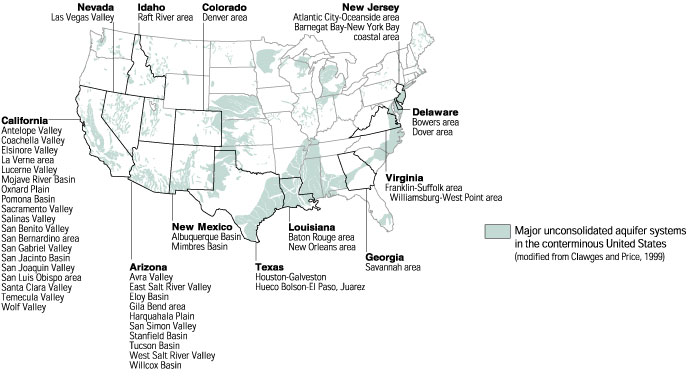 Nevada
Las Vegas Valley
Idaho
Raft River area
Colorado
Denver area
New Jersey
Atlantic City-Oceanside area
Barnegat Bay-New York Bay
coastal area
California
Antelope Valley
Coachella Valley
Elsinore Valley
La Verne area
Lucerne Valley
Mojave River Basin
Oxnard Plain
Pomona Basin
Sacramento Valley
Salinas Valley
San Benito Valley
San Bernardino area
San Gabriel Valley
San Jacinto Basin
San Joaquin Valley
San Luis Obispo area
Santa Clara Valley
Temecula Valley
Wolf Valley
Delaware
Bowers area
Dover area
Virginia
Franklin-Suffolk area
Williamsburg-West Point area
New Mexico
Albuquerque Basin
Mimbres Basin
Louisiana
Baton Rouge area
New Orleans area
Georgia
Savannah area
Arizona
Avra Valley
East Salt River Valley
Eloy Basin
Gila Bend area
Harquahala Plain
San Simon Valley
Stanfield Basin
Tucson Basin
West Salt River Valley
Willcox Basin
Texas
Houston-Galveston
Hueco Bolson-El Paso, Juarez
Major unconsolidated aquifer systems
in the conterminous United States
(modified from Clawges and Price, 1999)